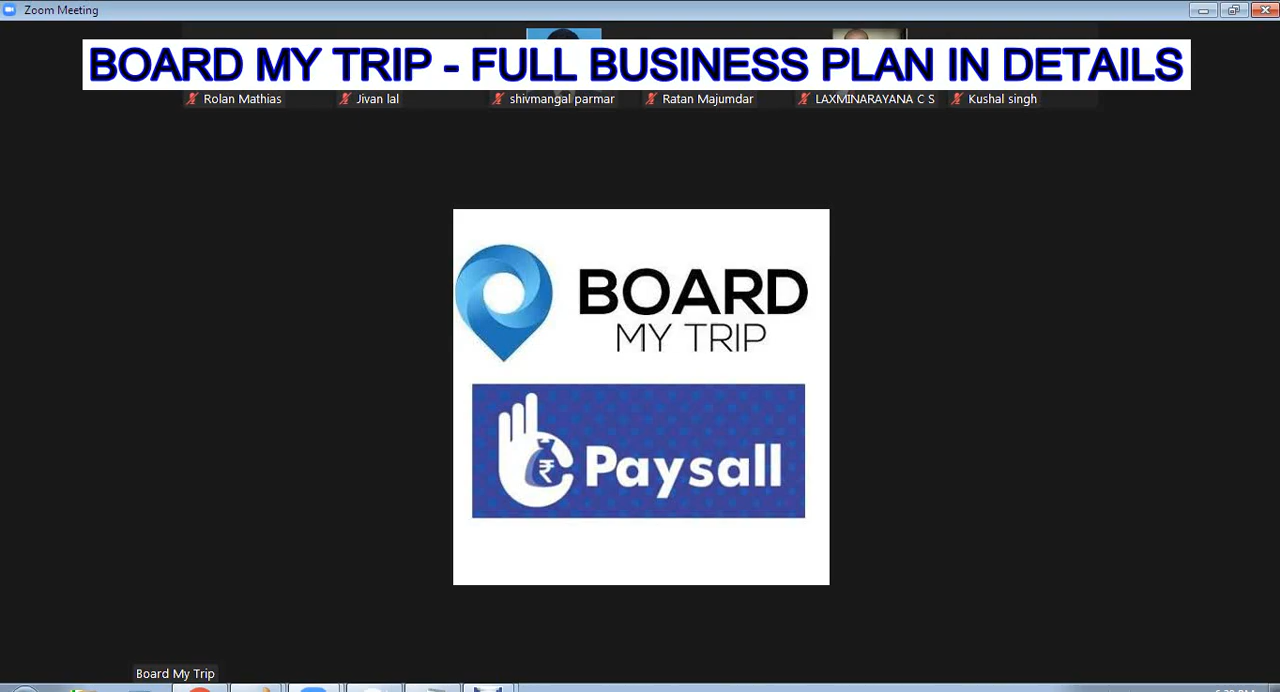 Zoom Meeting
BOARD MY TRIP - FULL BUSINESS PLAN IN DETAILS
Rolan Mathias
Jivan lal
shivmangal parmar
Ratan Majumdar
LAXMINARAYANA C S
Kushal singh
BOARD
MY TRIP
₹
Paysall
Board My Trip